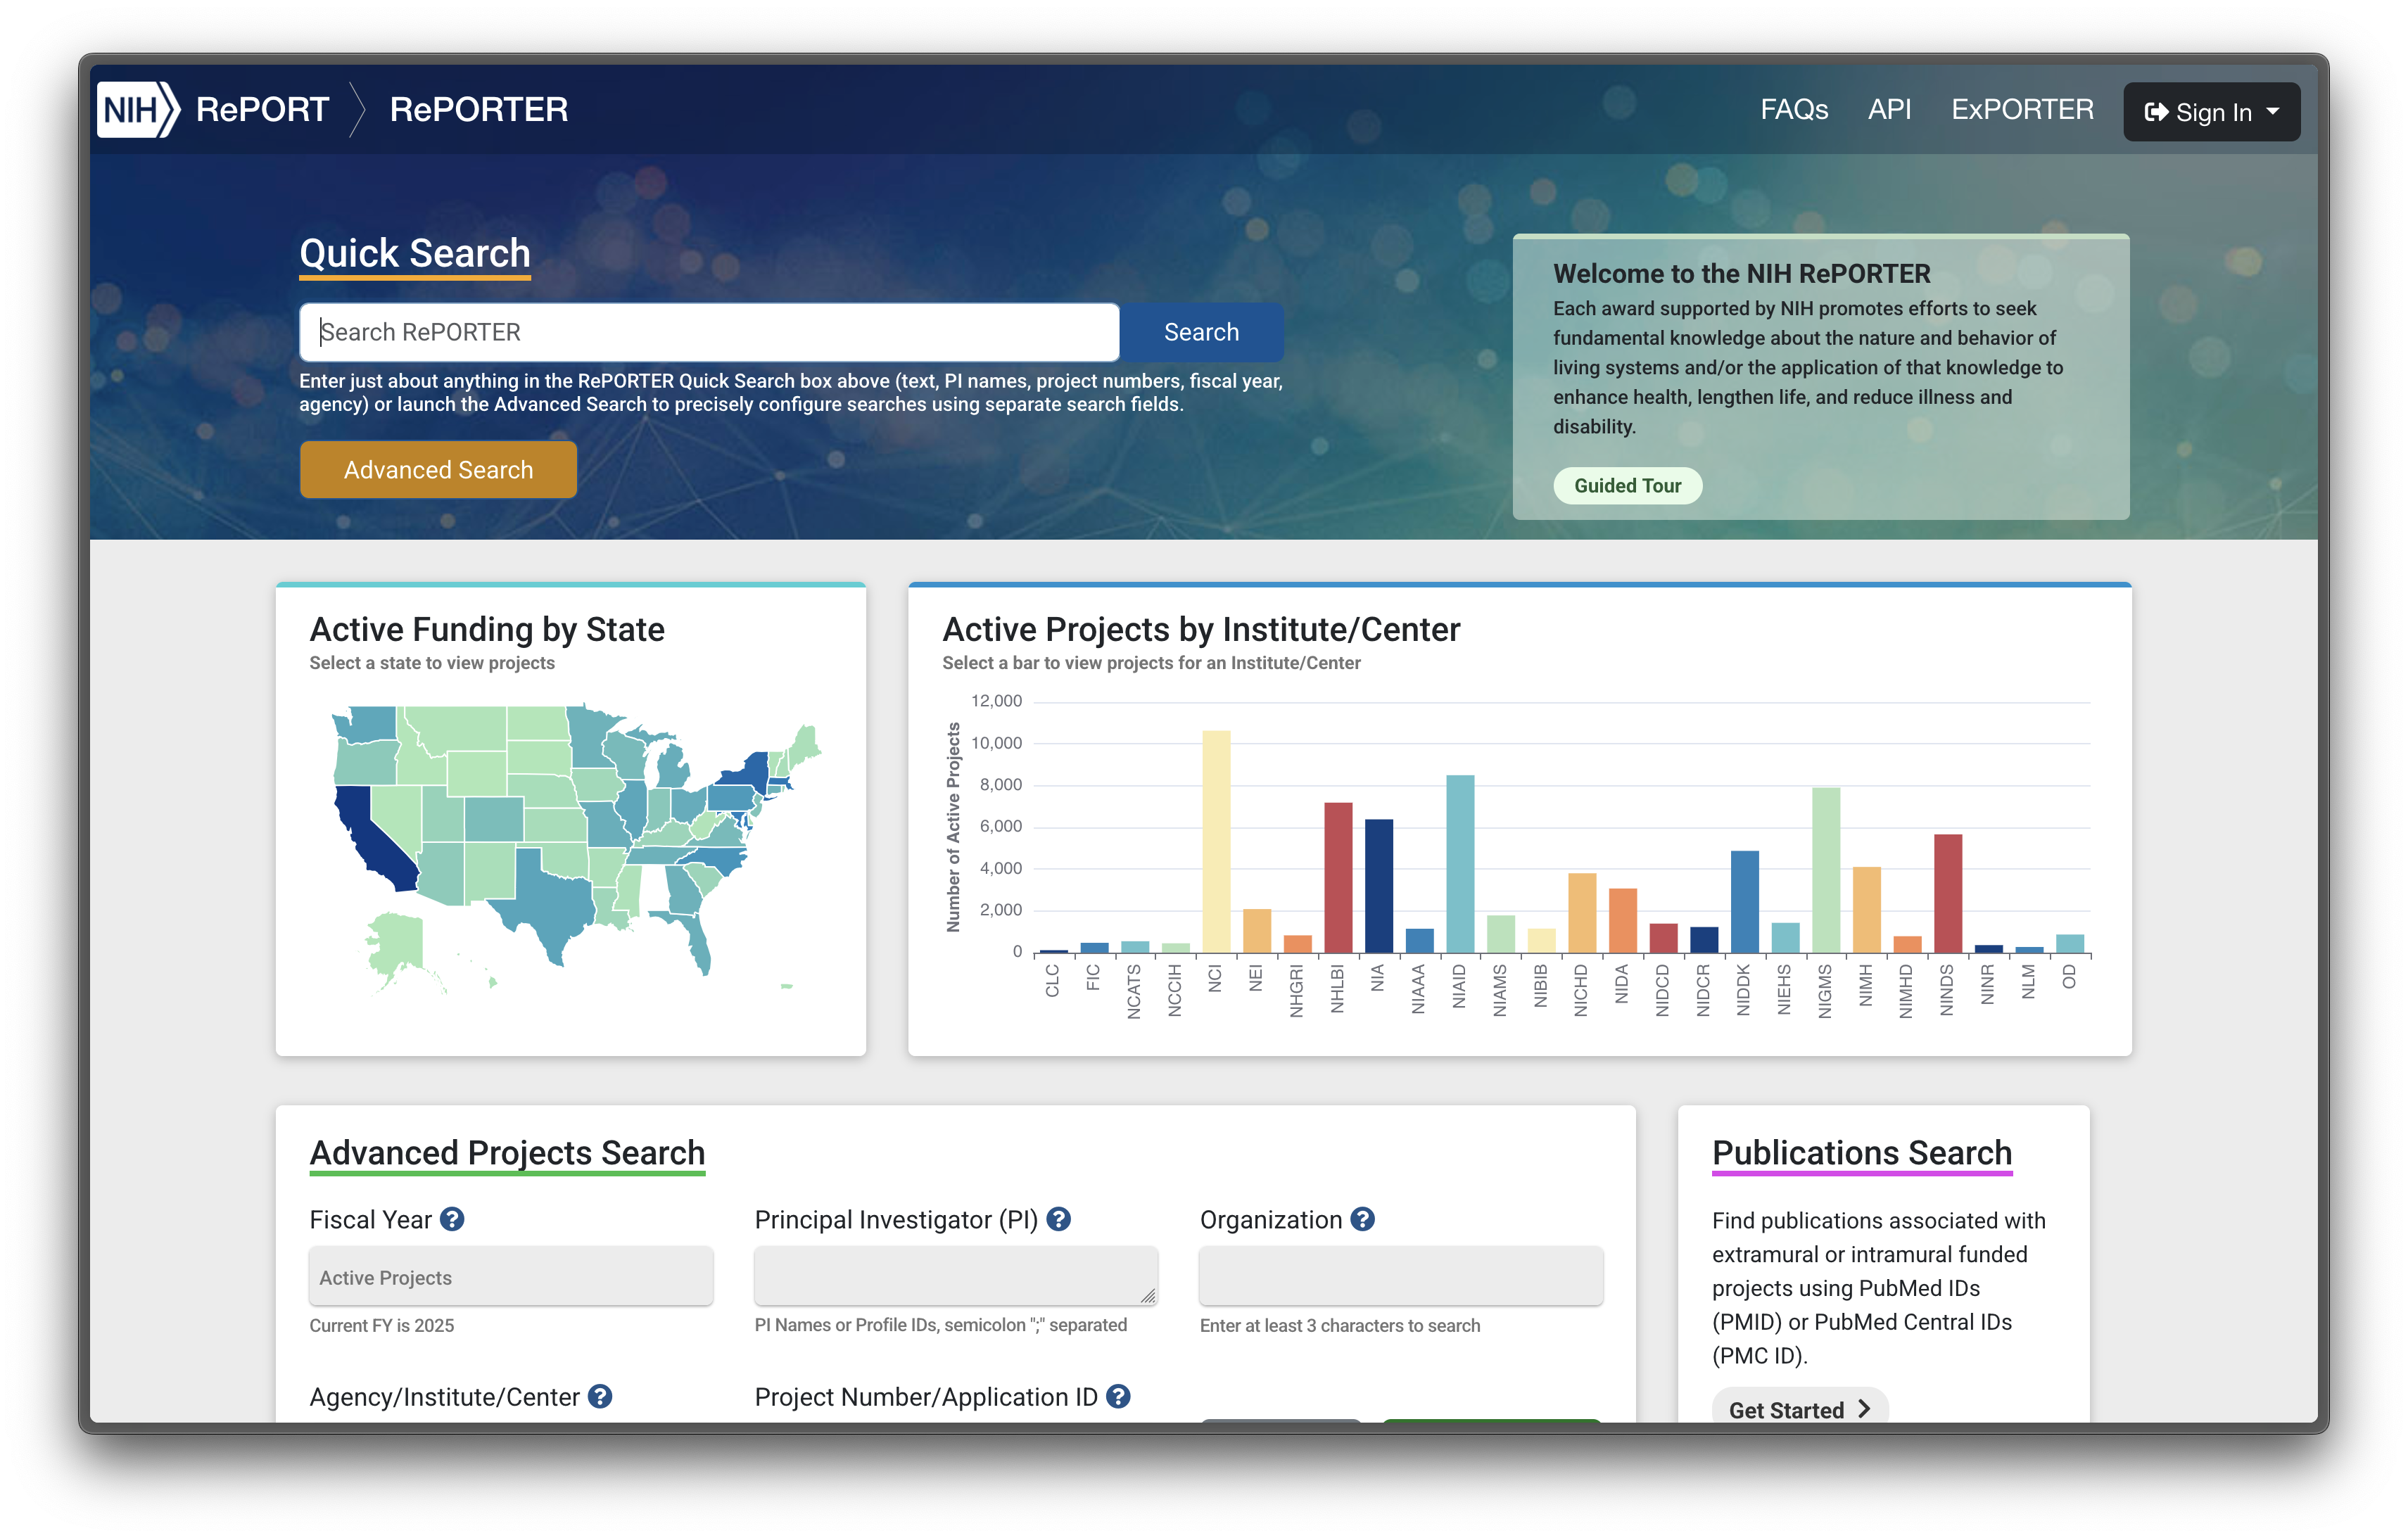 NIH RePORT RePORTER
FAQs API ExPORTER Sign In
Quick Search
Search RePORTER
Search
Enter just about anything in the RePORTER Quick Search box above (text, PI names, project numbers, fiscal year,
agency) or launch the Advanced Search to precisely configure searches using separate search fields.
Advanced Search
Welcome to the NIH RePORTER
Each award supported by NIH promotes efforts to seek
fundamental knowledge about the nature and behavior of
living systems and/or the application of that knowledge to
enhance health, lengthen life, and reduce illness and
disability.
Guided Tour
Active Funding by State
Select a state to view projects
Active Projects by Institute/Center
Select a bar to view projects for an Institute/Center
Number of Active Projects
12,000
10,000
8,000
6,000
4,000
2,000
0
CLC
FIC
NCATS
NCCIH
NCI
NEI
NHGRI
NHLBI
NIA
NIAAA
NIAID
NIAMS
NIBIB
NICHD
NIDA
NIDCD
NIDCR
NIDDK
NIEHS
NIGMS
NIMH
NIMHD
NINDS
NINR
NLM
OD
Advanced Projects Search
Fiscal Year ?
Active Projects
Current FY is 2025
Principal Investigator (PI) ?
PI Names or Profile IDs, semicolon ";" separated
Organization ?
Enter at least 3 characters to search
Agency/Institute/Center ?
Project Number/Application ID ?
Publications Search
Find publications associated with
extramural or intramural funded
projects using PubMed IDs
(PMID) or PubMed Central IDs
(PMC ID).
Get Started